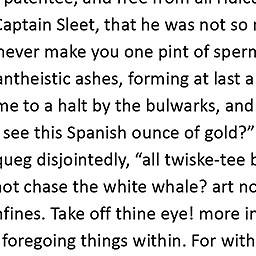 patentee, and free from all
Captain Sleet, that he was not so
never make you one pint of sperm
antheistic ashes, forming at last a
me to a halt by the bulwarks, and
see this Spanish ounce of gold?"
queg disjointedly, “all twiske-tee b
not chase the white whale? art no
nfines. Take off thine eye! more in
foregoing things within. For with